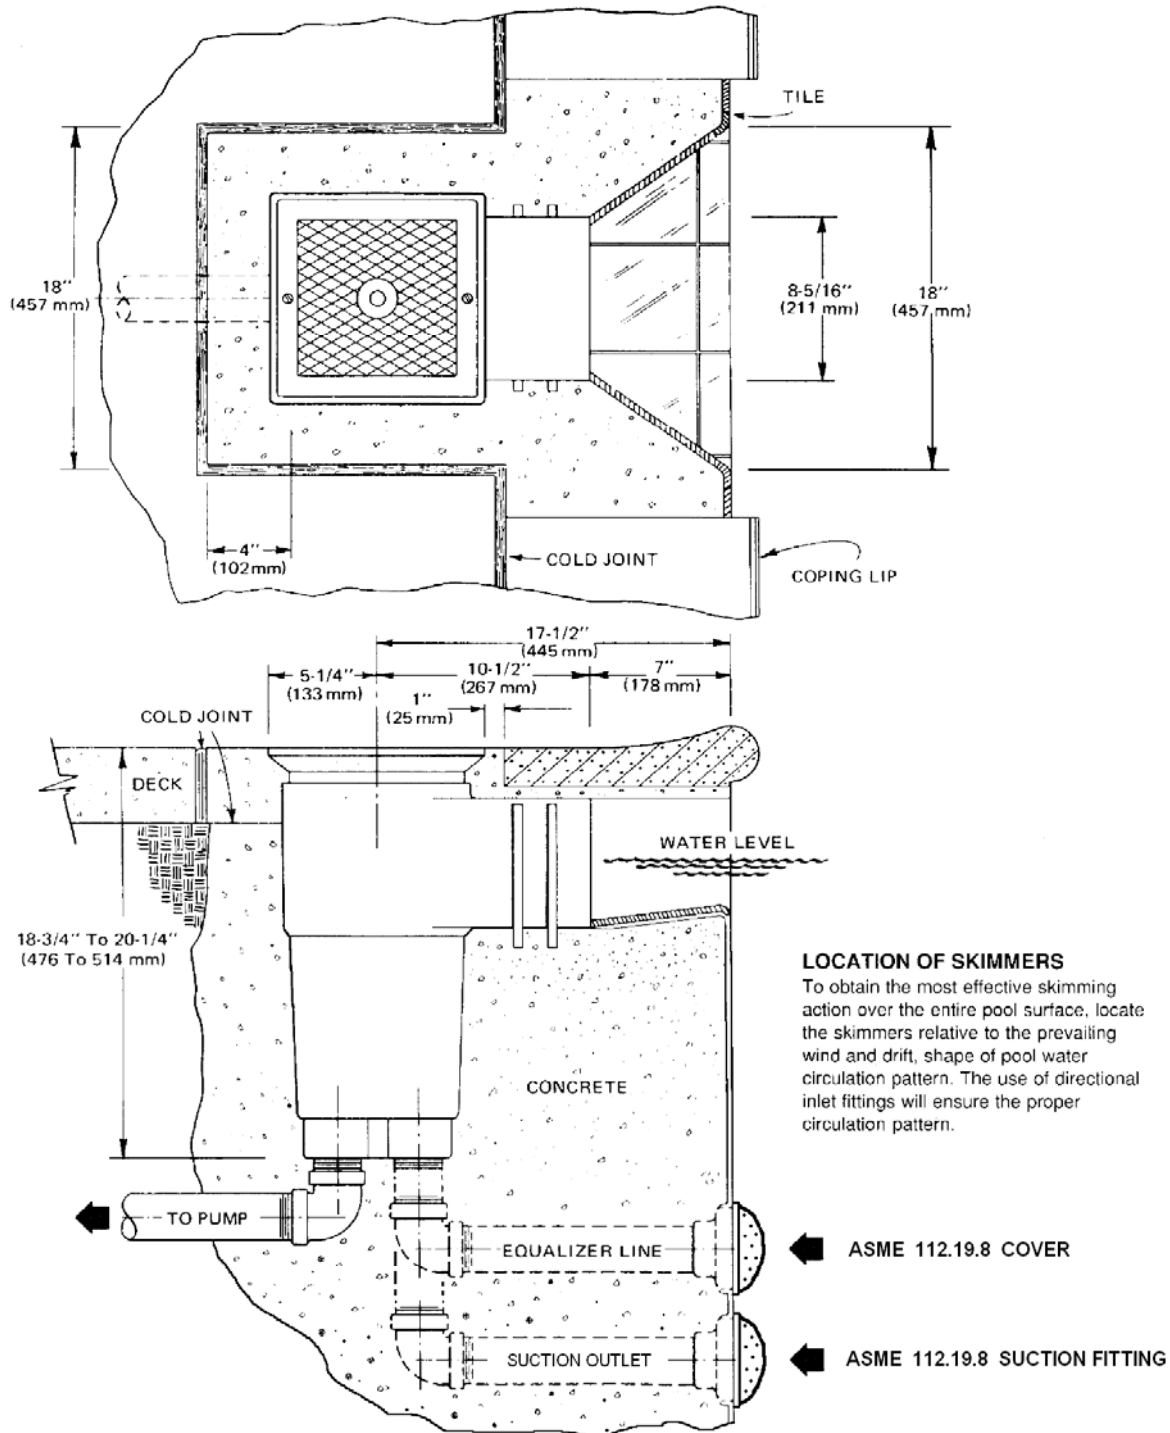 TILE
18''
(457 mm)
8-5/16''
(211 mm)
18''
(457 mm)
4''
(102mm)
COLD JOINT
COPING LIP
17-1/2''
(445 mm)
5-1/4''
(133 mm)
10-1/2''
(267 mm)
7''
(178 mm)
1''
(25 mm)
COLD JOINT
DECK
WATER LEVEL
18-3/4'' To 20-1/4''
(476 To 514 mm)
LOCATION OF SKIMMERS
To obtain the most effective skimming
action over the entire pool surface, locate
the skimmers relative to the prevailing
wind and drift, shape of pool water
circulation pattern. The use of directional
inlet fittings will ensure the proper
circulation pattern.
CONCRETE
TO PUMP
EQUALIZER LINE
ASME 112.19.8 COVER
SUCTION OUTLET
ASME 112.19.8 SUCTION FITTING